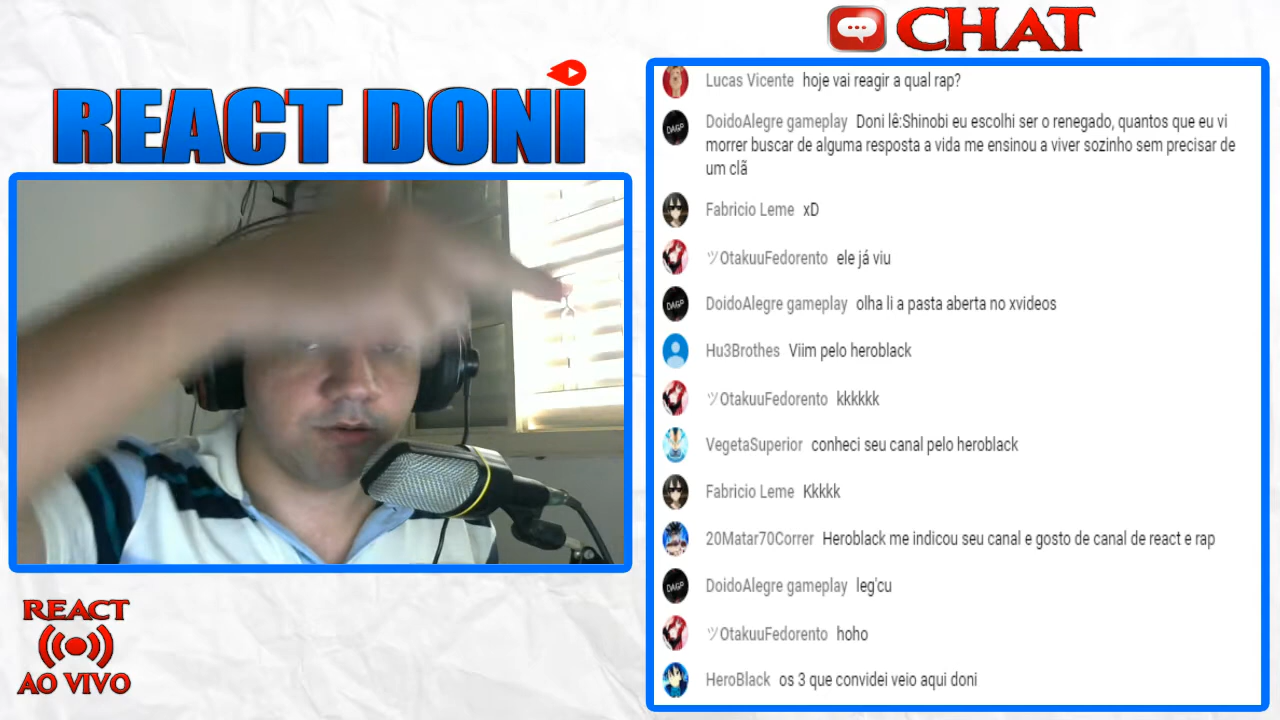 CHAT
REACT DONI
Lucas Vicente hoje vai reagir a qual rap?
DoidoAlegre gameplay Doni lê:Shinobi eu escolhi ser o renegado, quantos que eu vi
morrer buscar de alguma resposta a vida me ensinou a viver sozinho sem precisar de
um clã
Fabricio Leme xD
ツOtakuuFedorento ele já viu
DoidoAlegre gameplay olha li a pasta aberta no xvideos
Hu3Brothes Viim pelo heroblack
ツOtakuuFedorento kkkkkk
VegetaSuperior conheci seu canal pelo heroblack
Fabricio Leme Kkkkk
20Matar70Correr Heroblack me indicou seu canal e gosto de canal de react e rap
DoidoAlegre gameplay leg'cu
ツOtakuuFedorento hoho
HeroBlack os 3 que convidei veio aqui doni
DAGP
DAGP
DAGP
REACT
AO VIVO